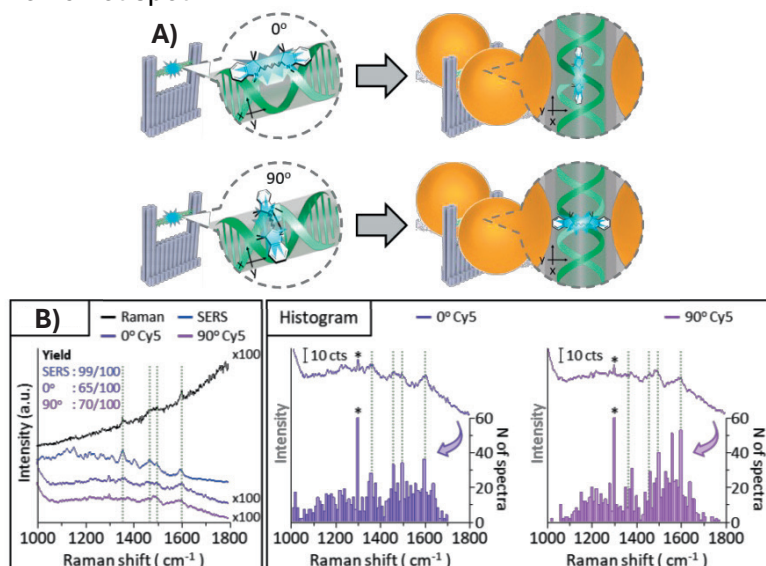 A)
0°
x
y
y
x
90°
x
y
y
x
B)
Raman
SERS
0° Cy5
90° Cy5
x100
Yield
SERS : 99/100
0° : 65/100
90° : 70/100
x100
x100
Intensity (a.u.)
1000 1200 1400 1600 1800
Raman shift ( cm⁻¹ )
Histogram
0° Cy5
90° Cy5
10 cts
*
*
Intensity
60
40
20
0
N of spectra
1000 1200 1400 1600 1800
Raman shift ( cm⁻¹ )
10 cts
*
*
Intensity
60
40
20
0
N of spectra
1000 1200 1400 1600 1800
Raman shift ( cm⁻¹ )